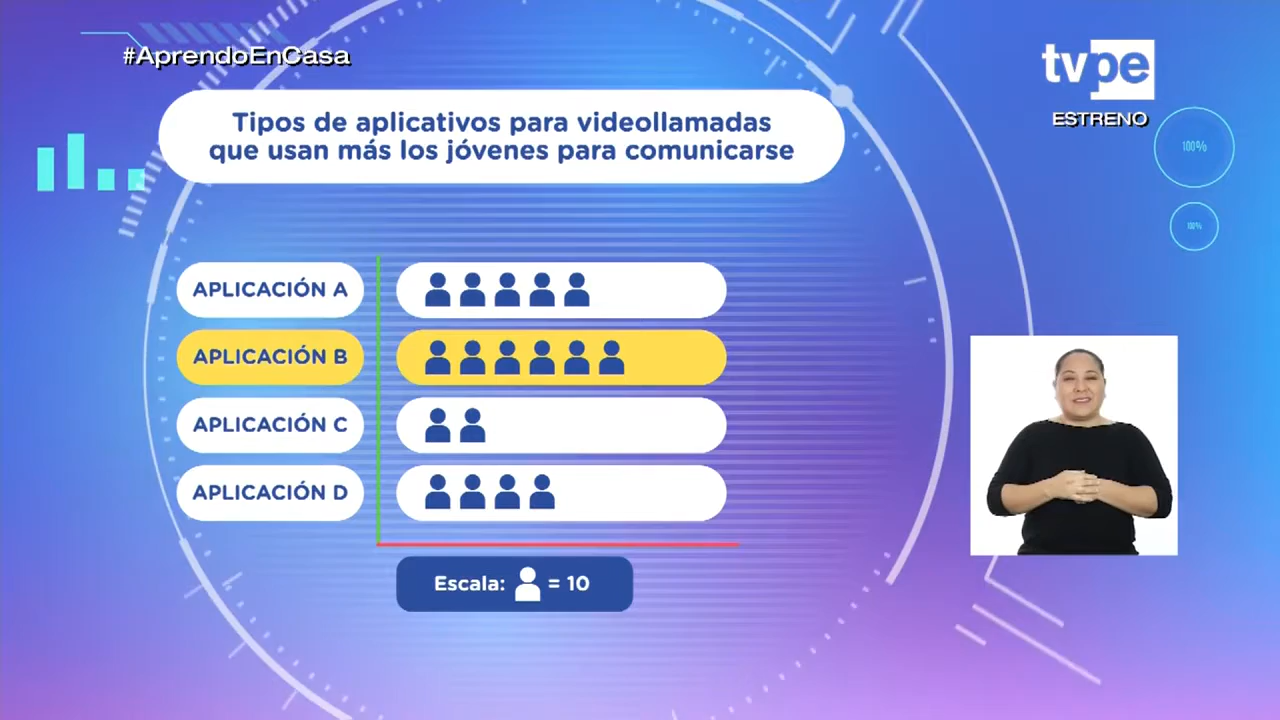 #AprendoEnCasa
tvpe
ESTRENO
Tipos de aplicativos para videollamadas
que usan más los jóvenes para comunicarse
100%
100%
APLICACIÓN A
APLICACIÓN B
APLICACIÓN C
APLICACIÓN D
Escala: = 10